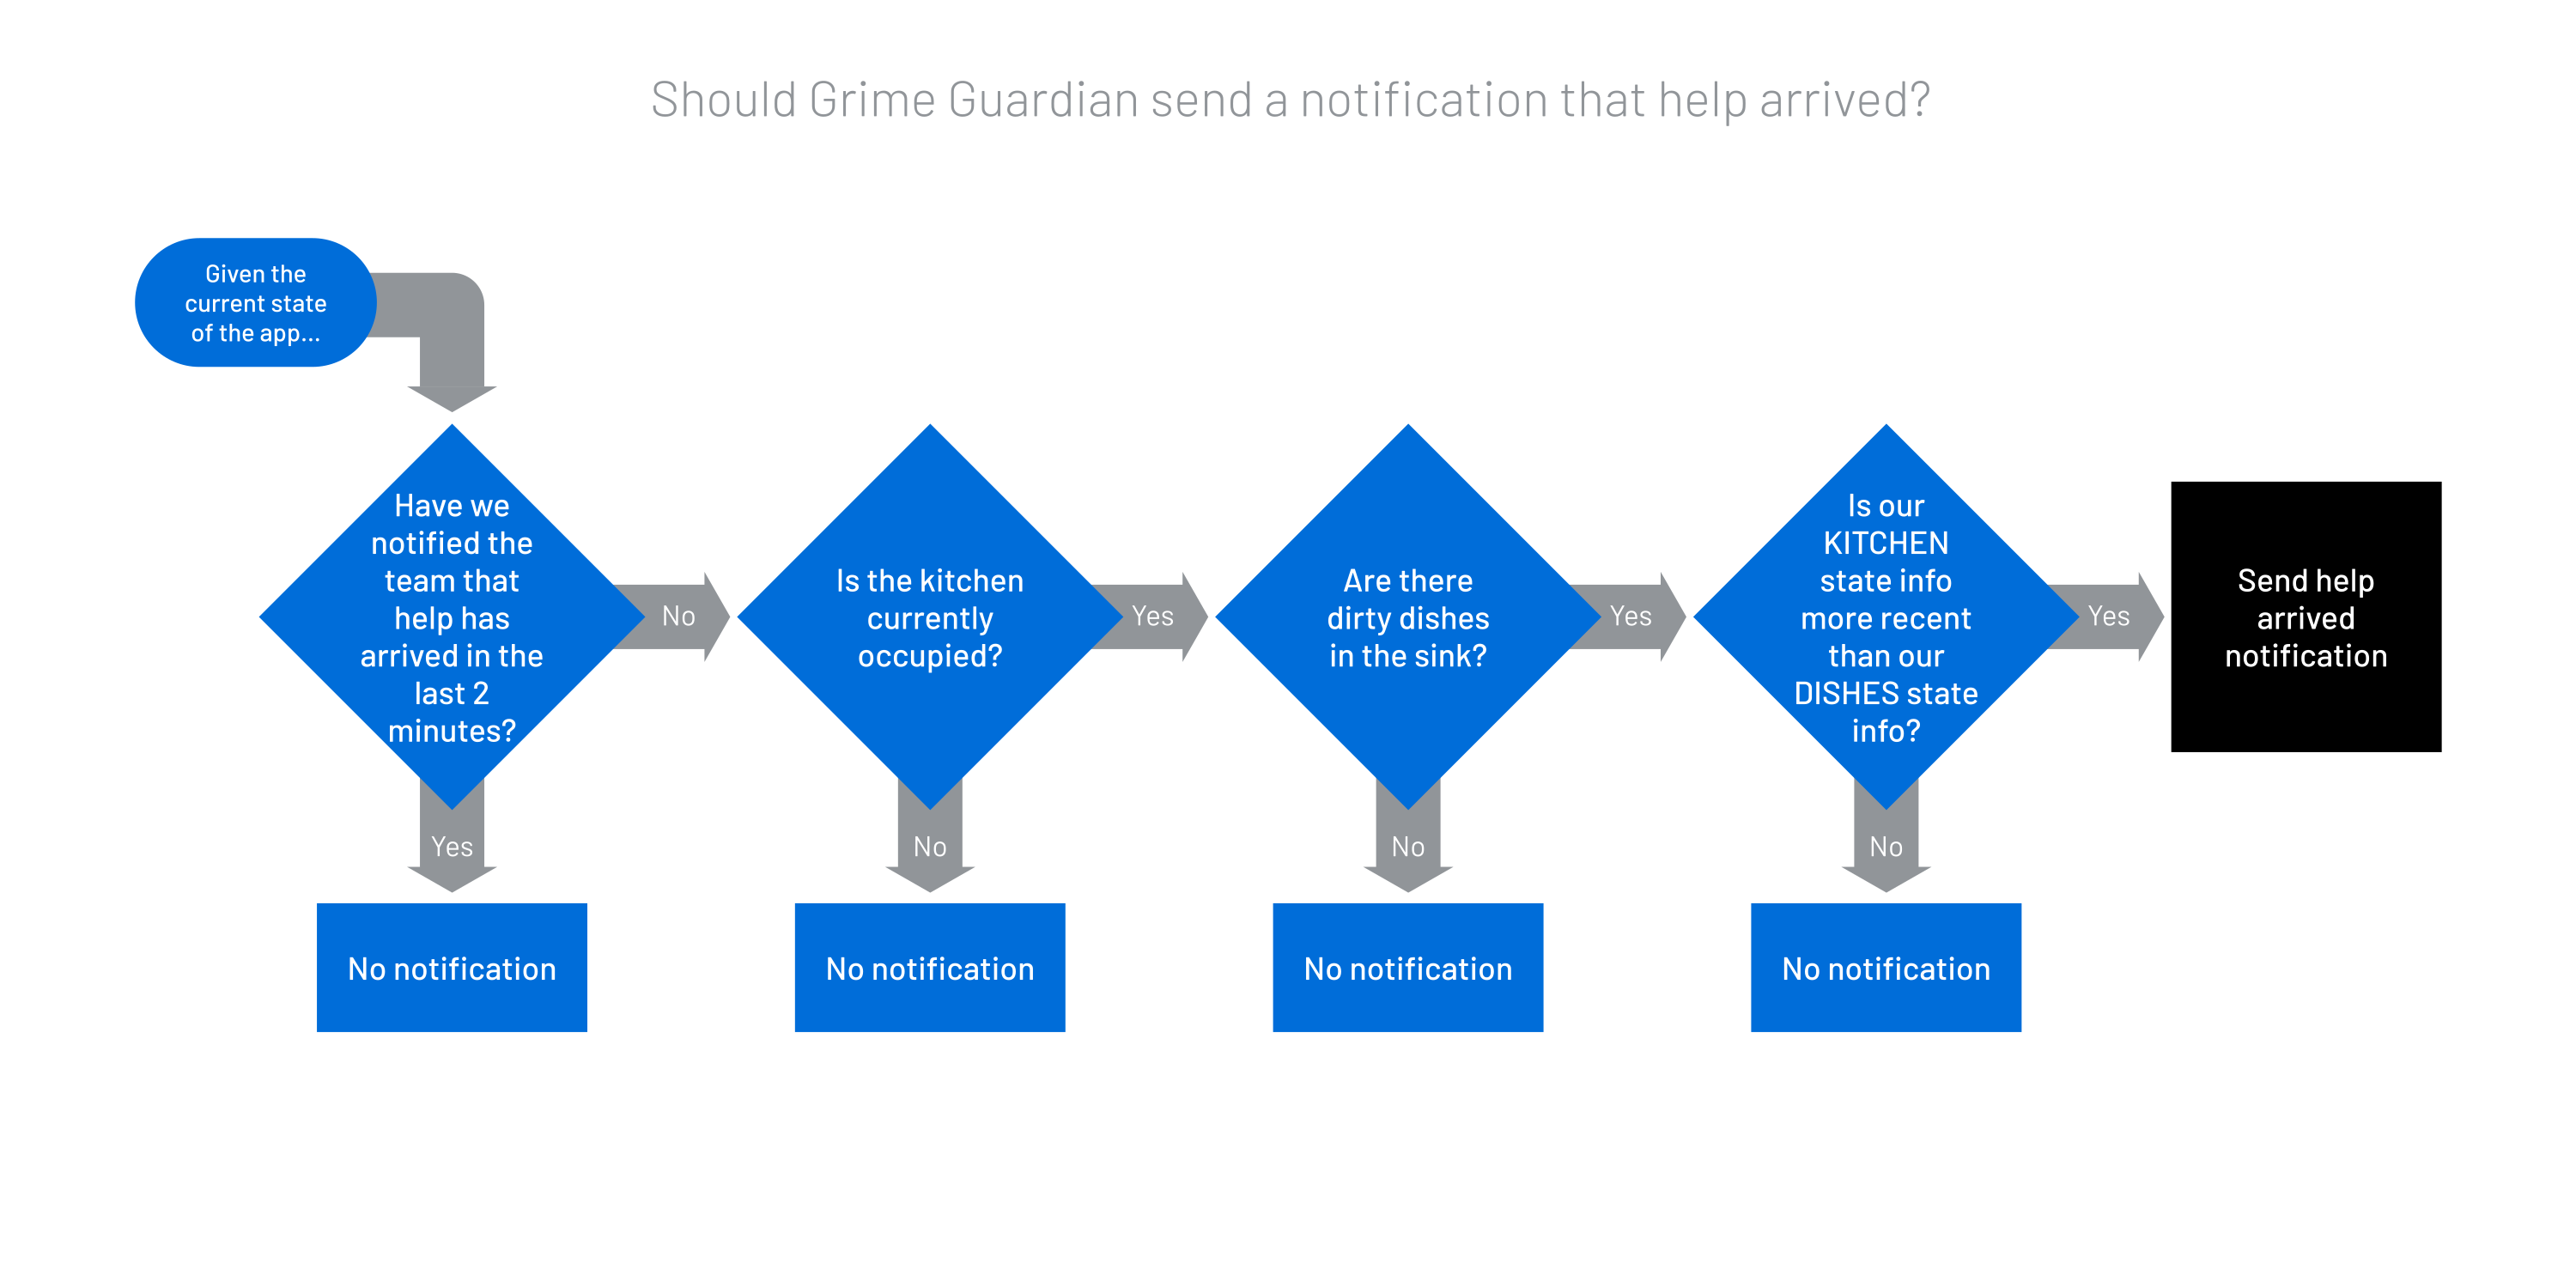 Should Grime Guardian send a notification that help arrived?
Given the
current state
of the app...
Have we
notified the
team that
help has
arrived in the
last 2
minutes?
No
Is the kitchen
currently
occupied?
Yes
Are there
dirty dishes
in the sink?
Yes
Is our
KITCHEN
state info
more recent
than our
DISHES state
info?
Yes
Send help
arrived
notification
Yes
No
No
No
No notification
No notification
No notification
No notification